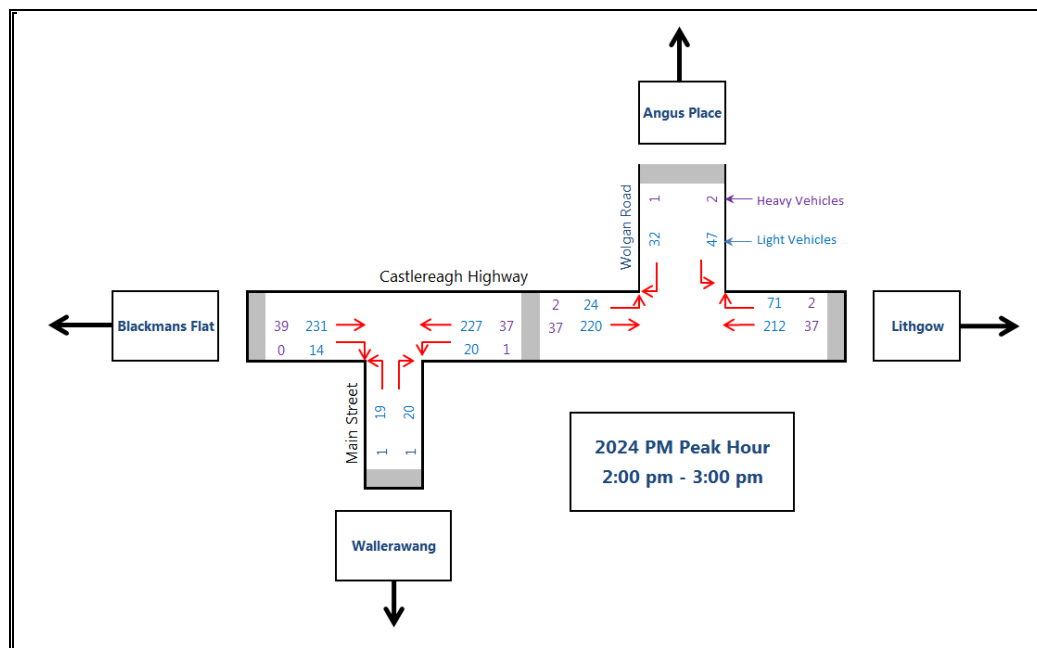 Angus Place
Wolgan Road
1 2 Heavy Vehicles
32 47 Light Vehicles
Castlereagh Highway
Blackmans Flat
39 231 227 37
0 14 20 1
2 24 71 2
37 220 212 37
Lithgow
Main Street
19 20
1 1
2024 PM Peak Hour
2:00 pm - 3:00 pm
Wallerawang